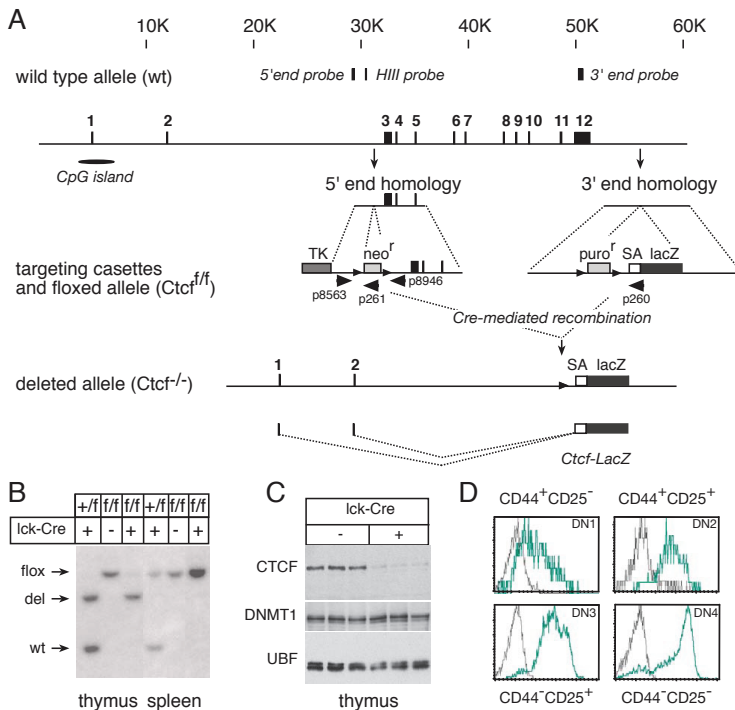 A
10K 20K 30K 40K 50K 60K
wild type allele (wt)
5'end probe HIII probe 3' end probe
1 2 3 4 5 6 7 8 9 10 11 12
CpG island
5' end homology 3' end homology
TK neo^r puro^r SA lacZ
targeting casettes
and floxed allele (Ctcf^f/f)
p8563 p261 p8946 p260
Cre-mediated recombination
1 2 SA lacZ
deleted allele (Ctcf^-/-)
Ctcf-LacZ
B
+/f f/f f/f +/f f/f f/f
lck-Cre + - + + - +
flox
del
wt
thymus spleen
C
lck-Cre
- +
CTCF
DNMT1
UBF
thymus
D
CD44^+CD25^- CD44^+CD25^+
DN1 DN2
DN3 DN4
CD44^-CD25^+ CD44^-CD25^-